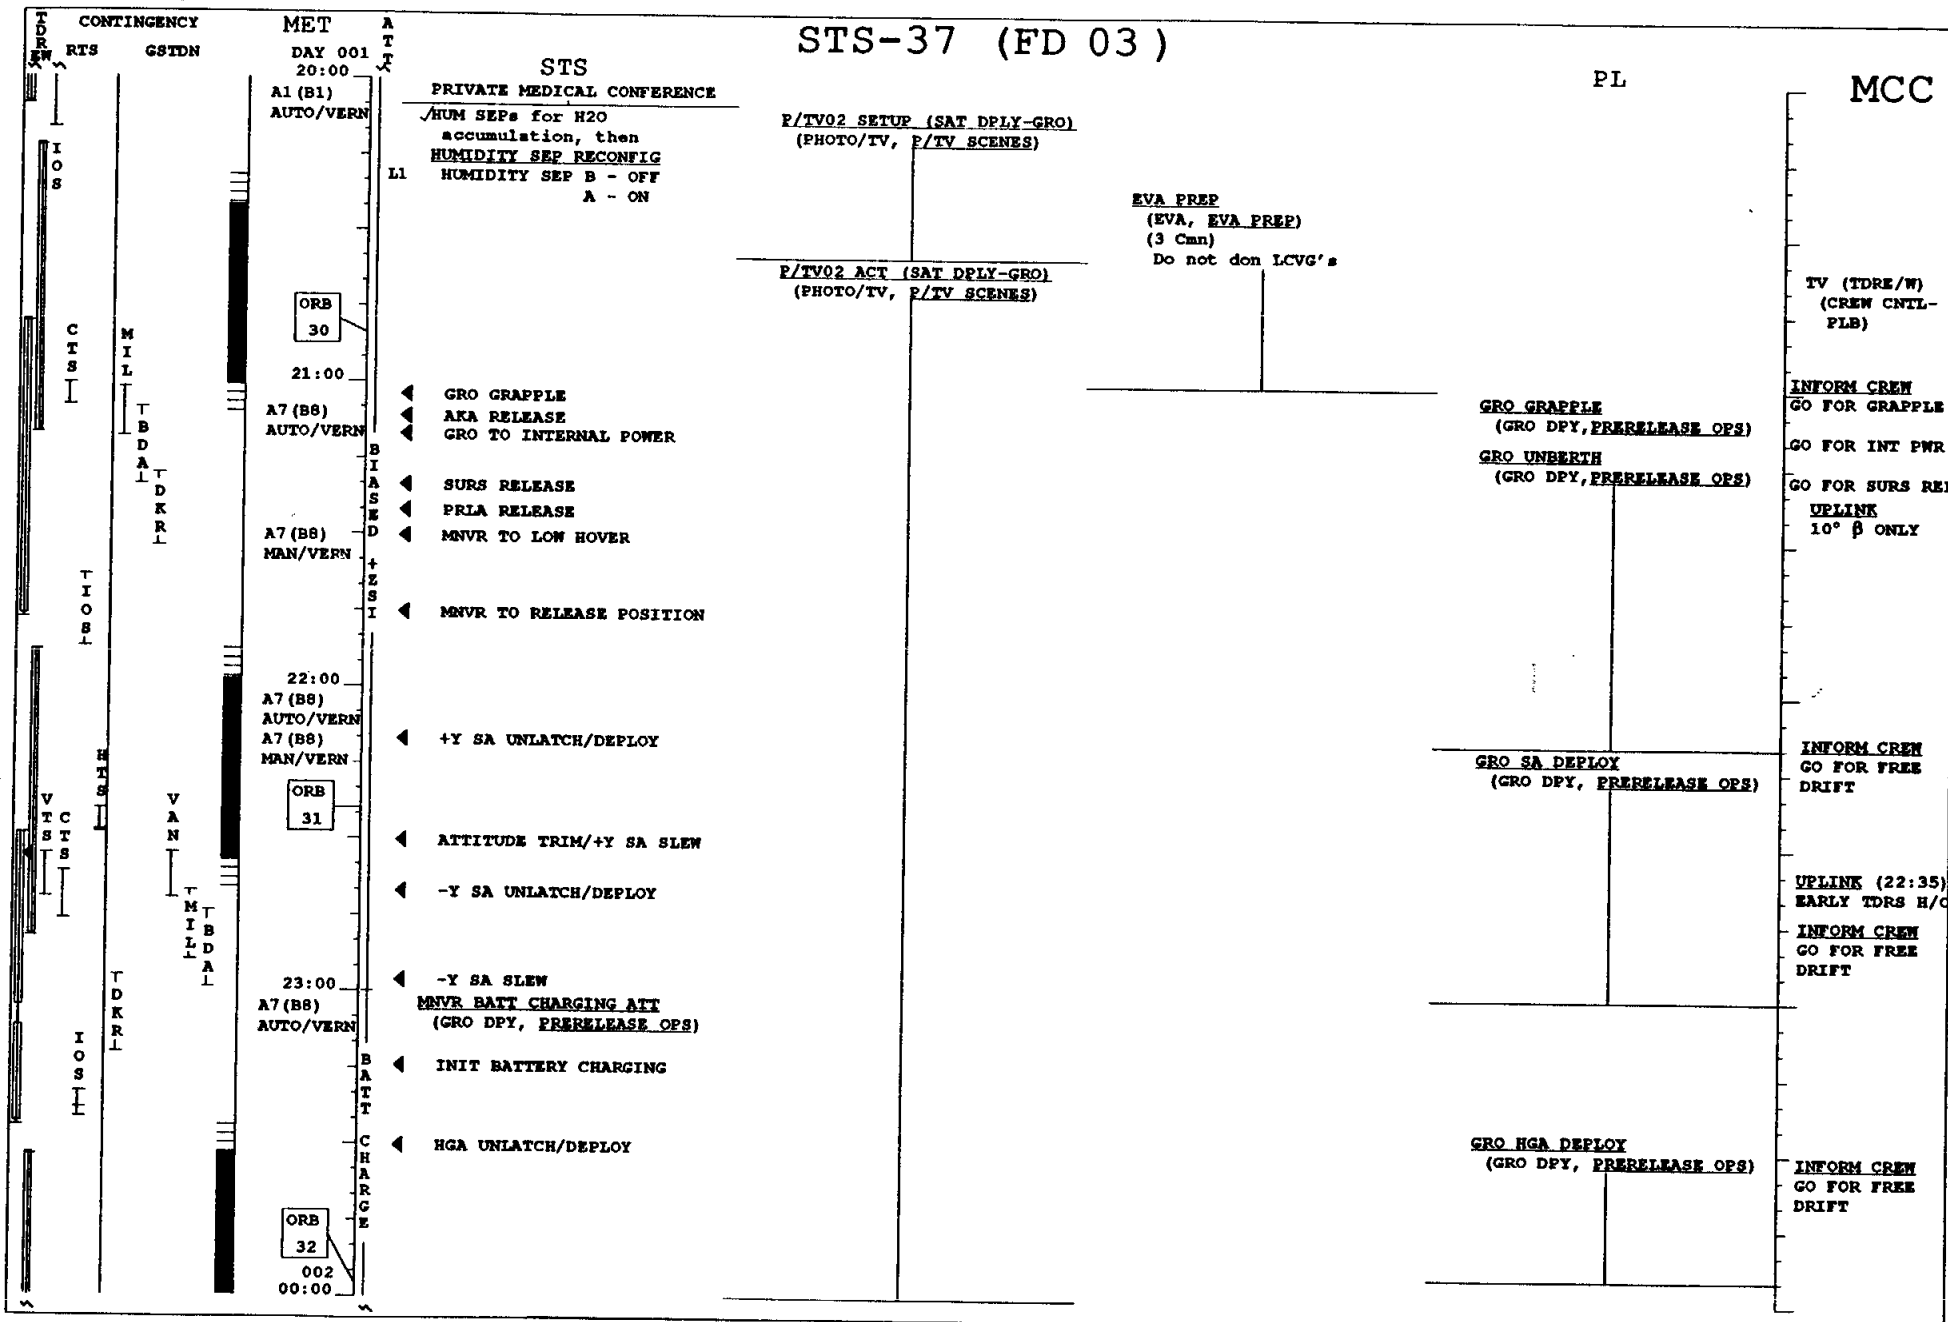 STS-37 (FD 03)
TDRE W
CONTINGENCY
RTS GSTDN
MET
DAY 001
ATT
STS
PL
MCC
20:00
A1(B1)
AUTO/VERN
IOS
CTS
MIL
BDA
DKR
IOS
HTS
VTS
CTS
VAN
MIL
BDA
DKR
IOS
ORB
30
21:00
A7(B8)
AUTO/VERN
A7(B8)
MAN/VERN
22:00
A7(B8)
AUTO/VERN
A7(B8)
MAN/VERN
ORB
31
23:00
A7(B8)
AUTO/VERN
ORB
32
002
00:00
BIASED +ZSI
BATT CHARGE
PRIVATE MEDICAL CONFERENCE
√HUM SEPs for H2O
accumulation, then
HUMIDITY SEP RECONFIG
L1 HUMIDITY SEP B - OFF
A - ON
GRO GRAPPLE
AKA RELEASE
GRO TO INTERNAL POWER
SURS RELEASE
PRLA RELEASE
MNVR TO LOW HOVER
MNVR TO RELEASE POSITION
+Y SA UNLATCH/DEPLOY
ATTITUDE TRIM/+Y SA SLEW
-Y SA UNLATCH/DEPLOY
-Y SA SLEW
MNVR BATT CHARGING ATT
(GRO DPY, PRERELEASE OPS)
INIT BATTERY CHARGING
HGA UNLATCH/DEPLOY
P/TV02 SETUP (SAT DPLY-GRO)
(PHOTO/TV, P/TV SCENES)
P/TV02 ACT (SAT DPLY-GRO)
(PHOTO/TV, P/TV SCENES)
EVA PREP
(EVA, EVA PREP)
(3 Cmn)
Do not don LCVG's
GRO GRAPPLE
(GRO DPY,PRERELEASE OPS)
GRO UNBERTH
(GRO DPY,PRERELEASE OPS)
GRO SA DEPLOY
(GRO DPY, PRERELEASE OPS)
GRO HGA DEPLOY
(GRO DPY, PRERELEASE OPS)
TV (TDRE/W)
(CREW CNTL-
PLB)
INFORM CREW
GO FOR GRAPPLE
GO FOR INT PWR
GO FOR SURS REL
UPLINK
10° β ONLY
INFORM CREW
GO FOR FREE
DRIFT
UPLINK (22:35)
EARLY TDRS H/O
INFORM CREW
GO FOR FREE
DRIFT
INFORM CREW
GO FOR FREE
DRIFT